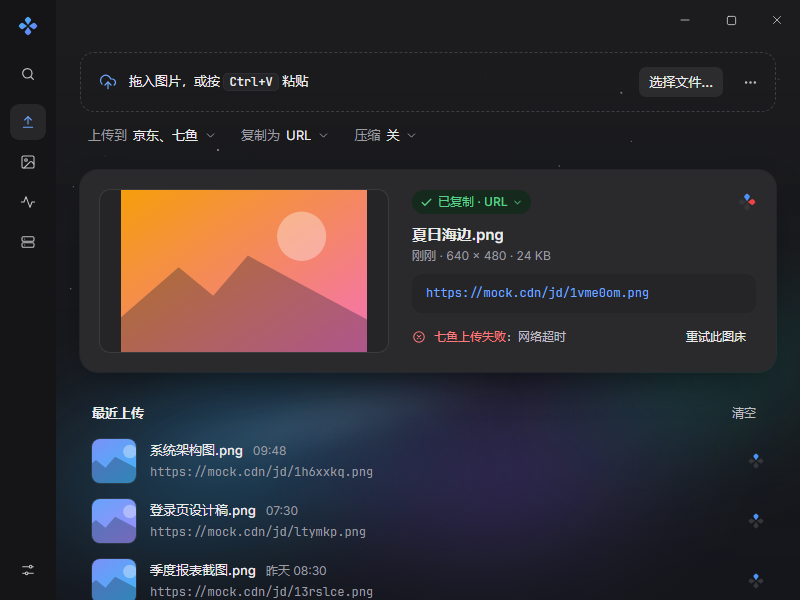 拖入图片，或按 Ctrl+V 粘贴
选择文件...
上传到 京东、七鱼 复制为 URL 压缩 关
已复制 · URL
夏日海边.png
刚刚 · 640 × 480 · 24 KB
https://mock.cdn/jd/1vme0om.png
七鱼上传失败：网络超时
重试此图床
最近上传
清空
系统架构图.png 09:48
https://mock.cdn/jd/1h6xxkq.png
登录页设计稿.png 07:30
https://mock.cdn/jd/ltymkp.png
季度报表截图.png 昨天 08:30
https://mock.cdn/jd/13rslce.png